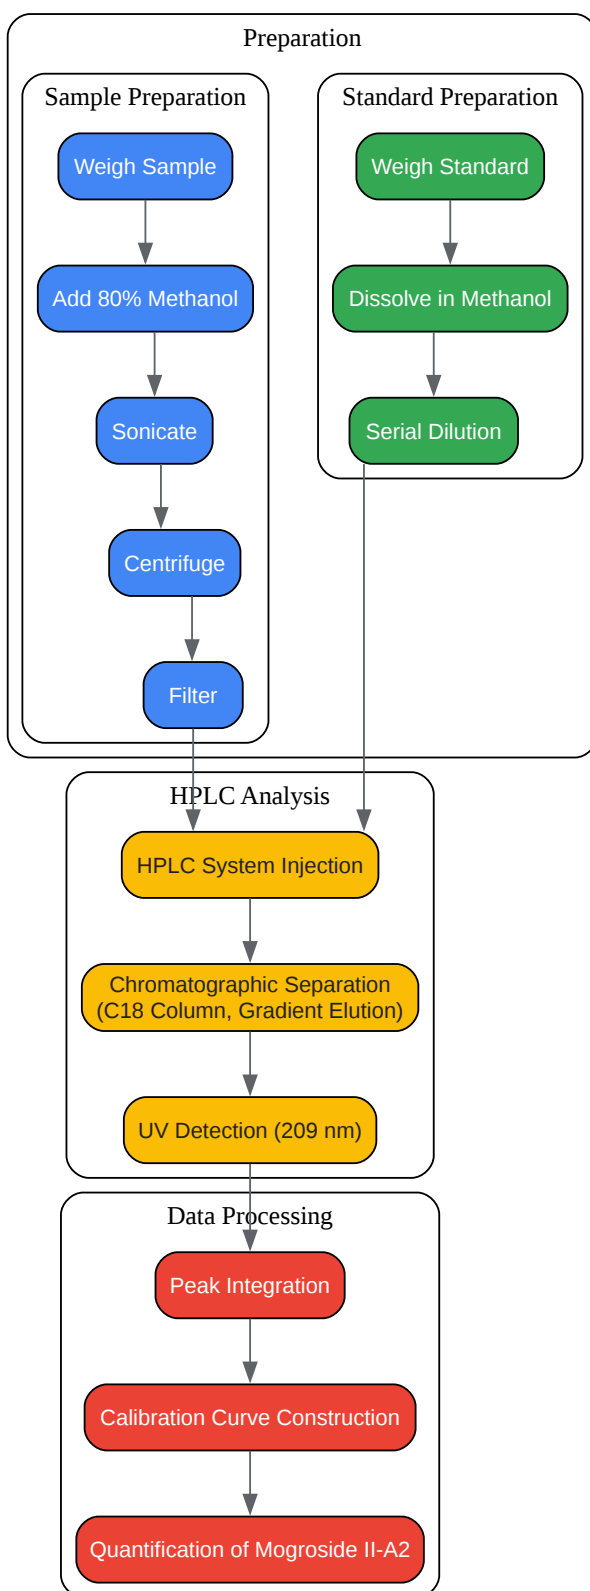 Preparation
Sample Preparation
Weigh Sample
Add 80% Methanol
Sonicate
Centrifuge
Filter
Standard Preparation
Weigh Standard
Dissolve in Methanol
Serial Dilution
HPLC Analysis
HPLC System Injection
Chromatographic Separation
(C18 Column, Gradient Elution)
UV Detection (209 nm)
Data Processing
Peak Integration
Calibration Curve Construction
Quantification of Mogroside II-A2